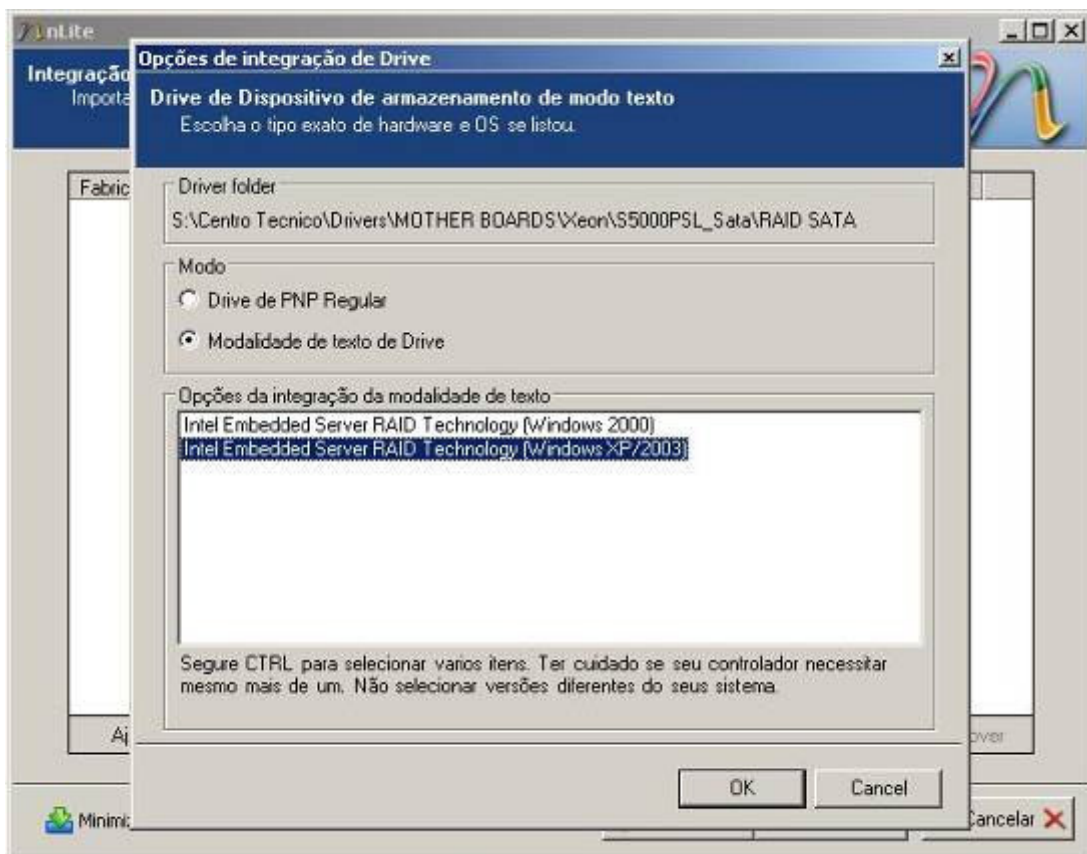 nLite
Integração
Importa
Opções de integração de Drive
Drive de Dispositivo de armazenamento de modo texto
Escolha o tipo exato de hardware e OS se listou.
Fabric
Driver folder
S:\Centro Tecnico\Drivers\MOTHER BOARDS\Xeon\S5000PSL_Sata\RAID SATA
Modo
Drive de PNP Regular
Modalidade de texto de Drive
Opções da integração da modalidade de texto
Intel Embedded Server RAID Technology (Windows 2000)
Intel Embedded Server RAID Technology (Windows XP/2003)
Segure CTRL para selecionar varios itens. Ter cuidado se seu controlador necessitar
mesmo mais de um. Não selecionar versões diferentes do seus sistema.
Aj
over
OK
Cancel
Minimi
Cancelar